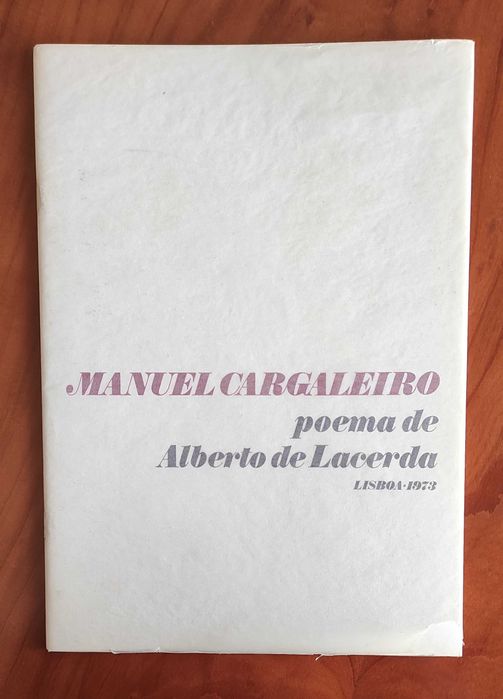 MANUEL CARGALEIRO
poema de
Alberto de Lacerda
LISBOA·1973